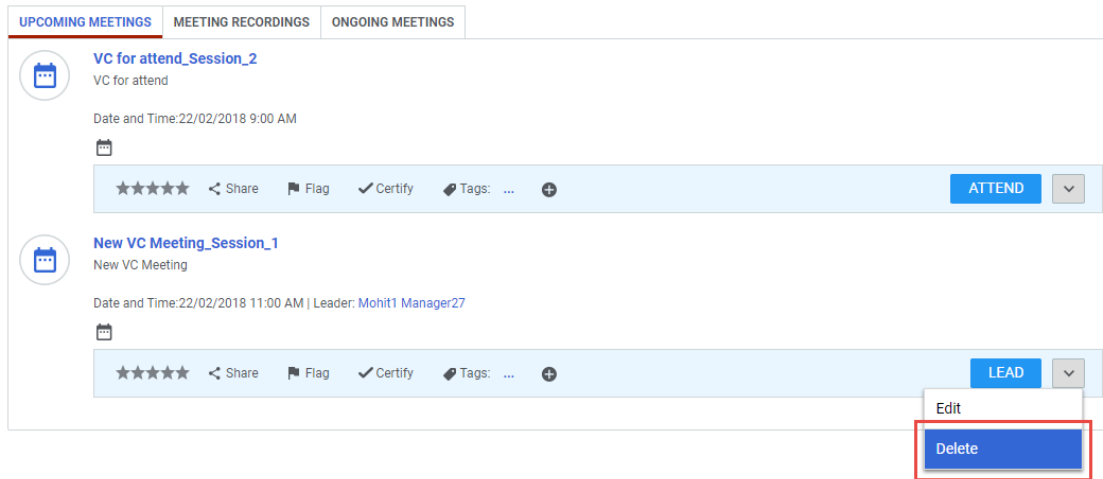 UPCOMING MEETINGS MEETING RECORDINGS ONGOING MEETINGS
VC for attend_Session_2
VC for attend
Date and Time:22/02/2018 9:00 AM
Share Flag Certify Tags: ... ATTEND
New VC Meeting_Session_1
New VC Meeting
Date and Time:22/02/2018 11:00 AM | Leader: Mohit1 Manager27
Share Flag Certify Tags: ... LEAD
Edit
Delete